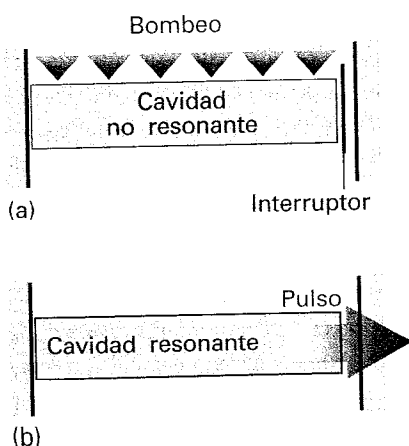 Bombeo
Cavidad
no resonante
(a)
Interruptor
Pulso
Cavidad resonante
(b)